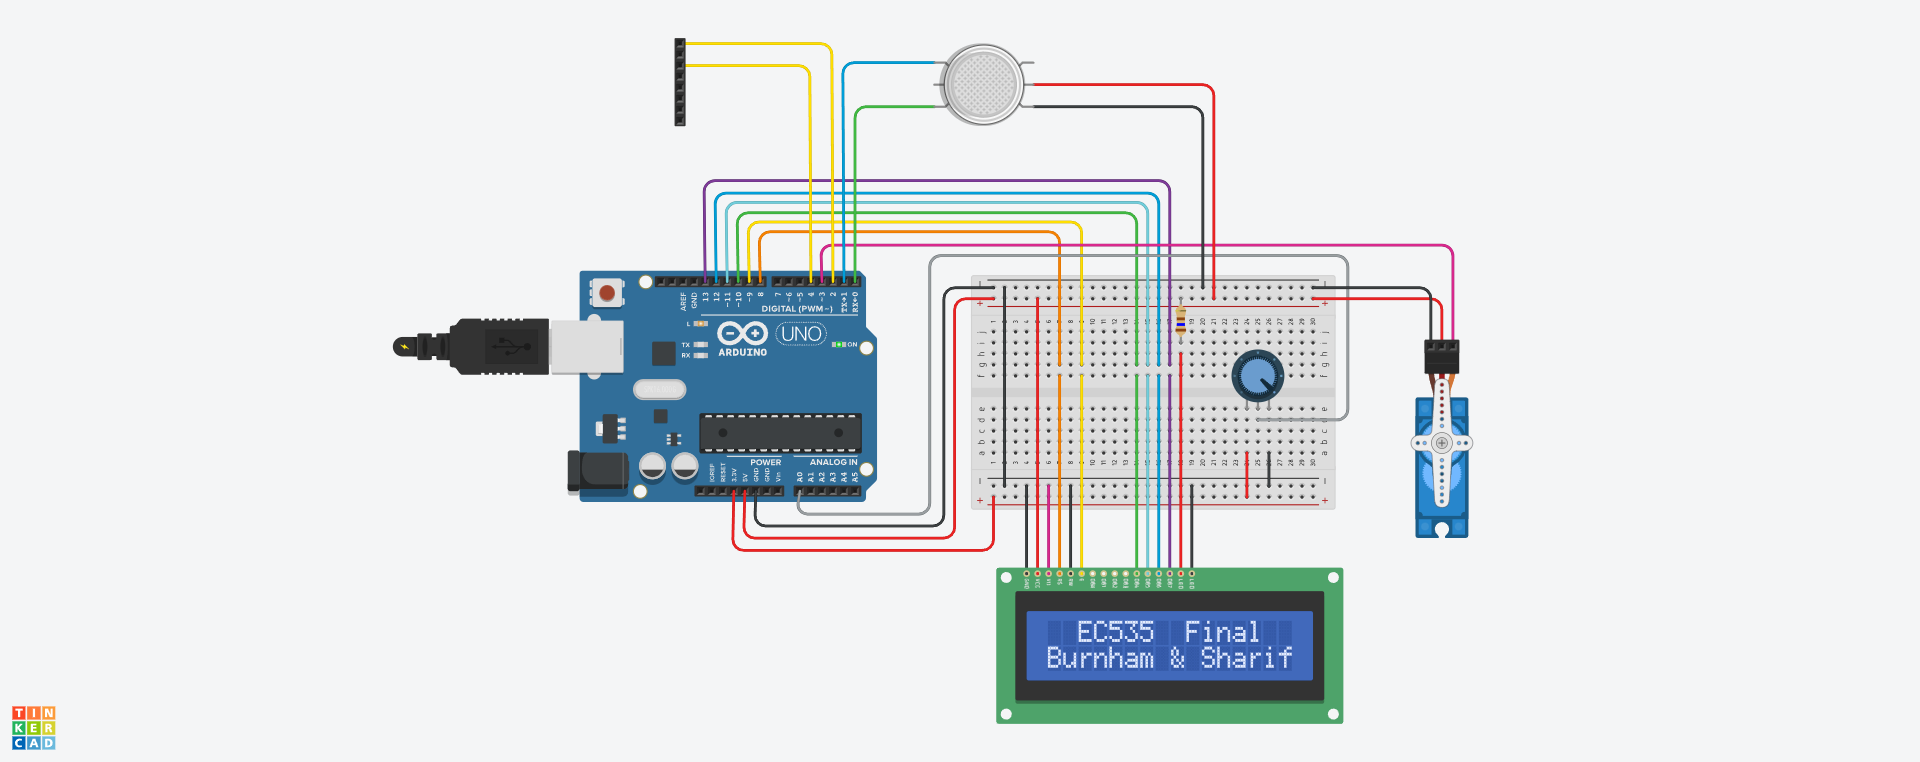 AREF
GND
13
12
~11
~10
~9
8
7
~6
~5
4
~3
2
TX→1
RX←0
DIGITAL (PWM~)
L
TX
RX
ARDUINO
UNO
ON
POWER
ANALOG IN
IOREF
RESET
3.3V
5V
GND
GND
Vin
A0
A1
A2
A3
A4
A5
EC535 Final
Burnham & Sharif
TIN
KER
CAD